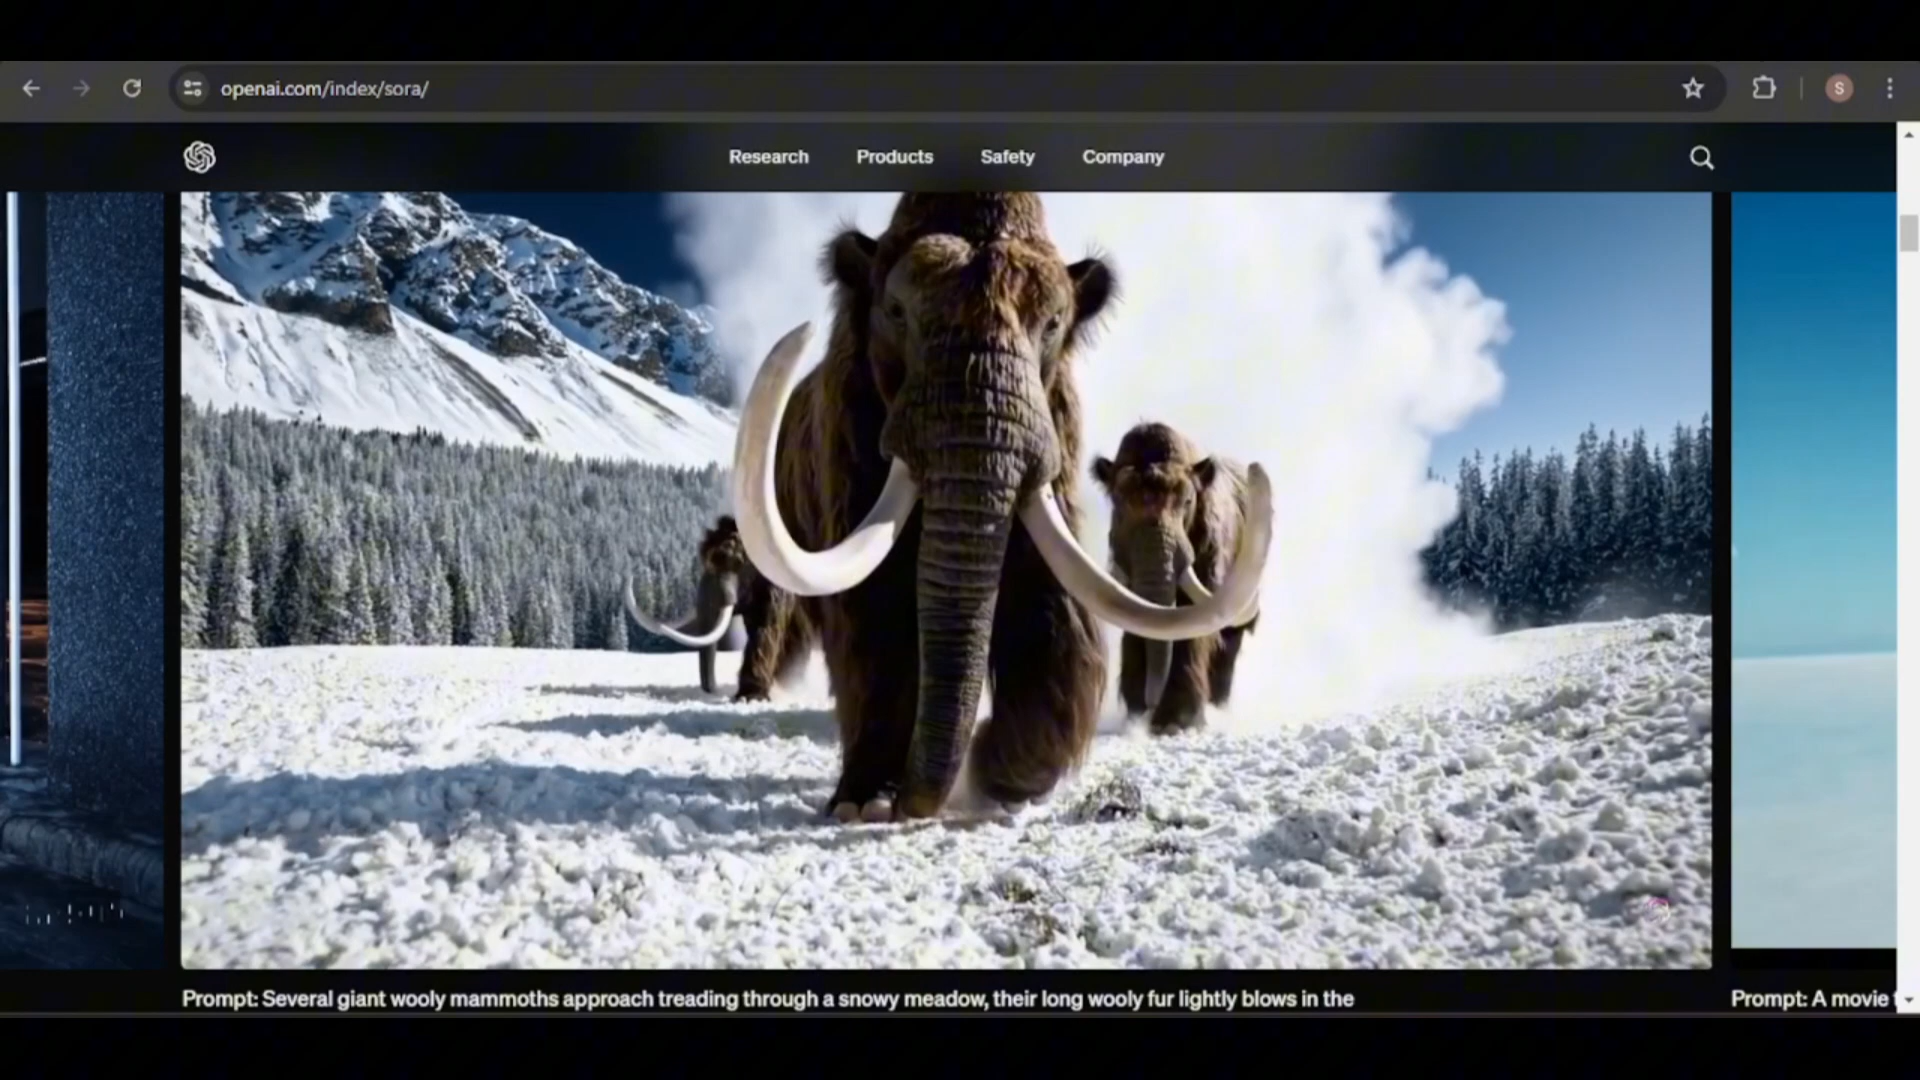 openai.com/index/sora/
S
Research Products Safety Company
Prompt: Several giant wooly mammoths approach treading through a snowy meadow, their long wooly fur lightly blows in the
Prompt: A movie